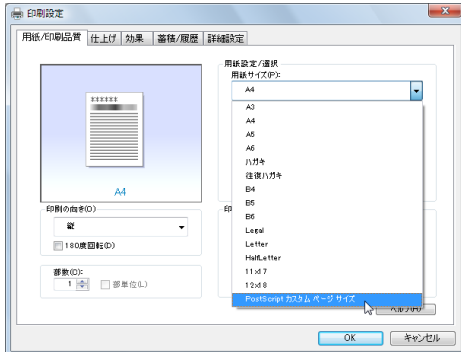 印刷設定
用紙/印刷品質 仕上げ 効果 蓄積/履歴 詳細設定
用紙設定/選択
用紙サイズ(P):
A4
A3
A4
A5
A6
ハガキ
往復ハガキ
B4
B5
B6
Legal
Letter
HalfLetter
11x17
12x18
PostScript カスタム ページ サイズ
******
A4
印刷の向き(O)
縦
180度回転(D)
部数(C):
1
部単位(L)
印
ヘルプ(H)
OK キャンセル